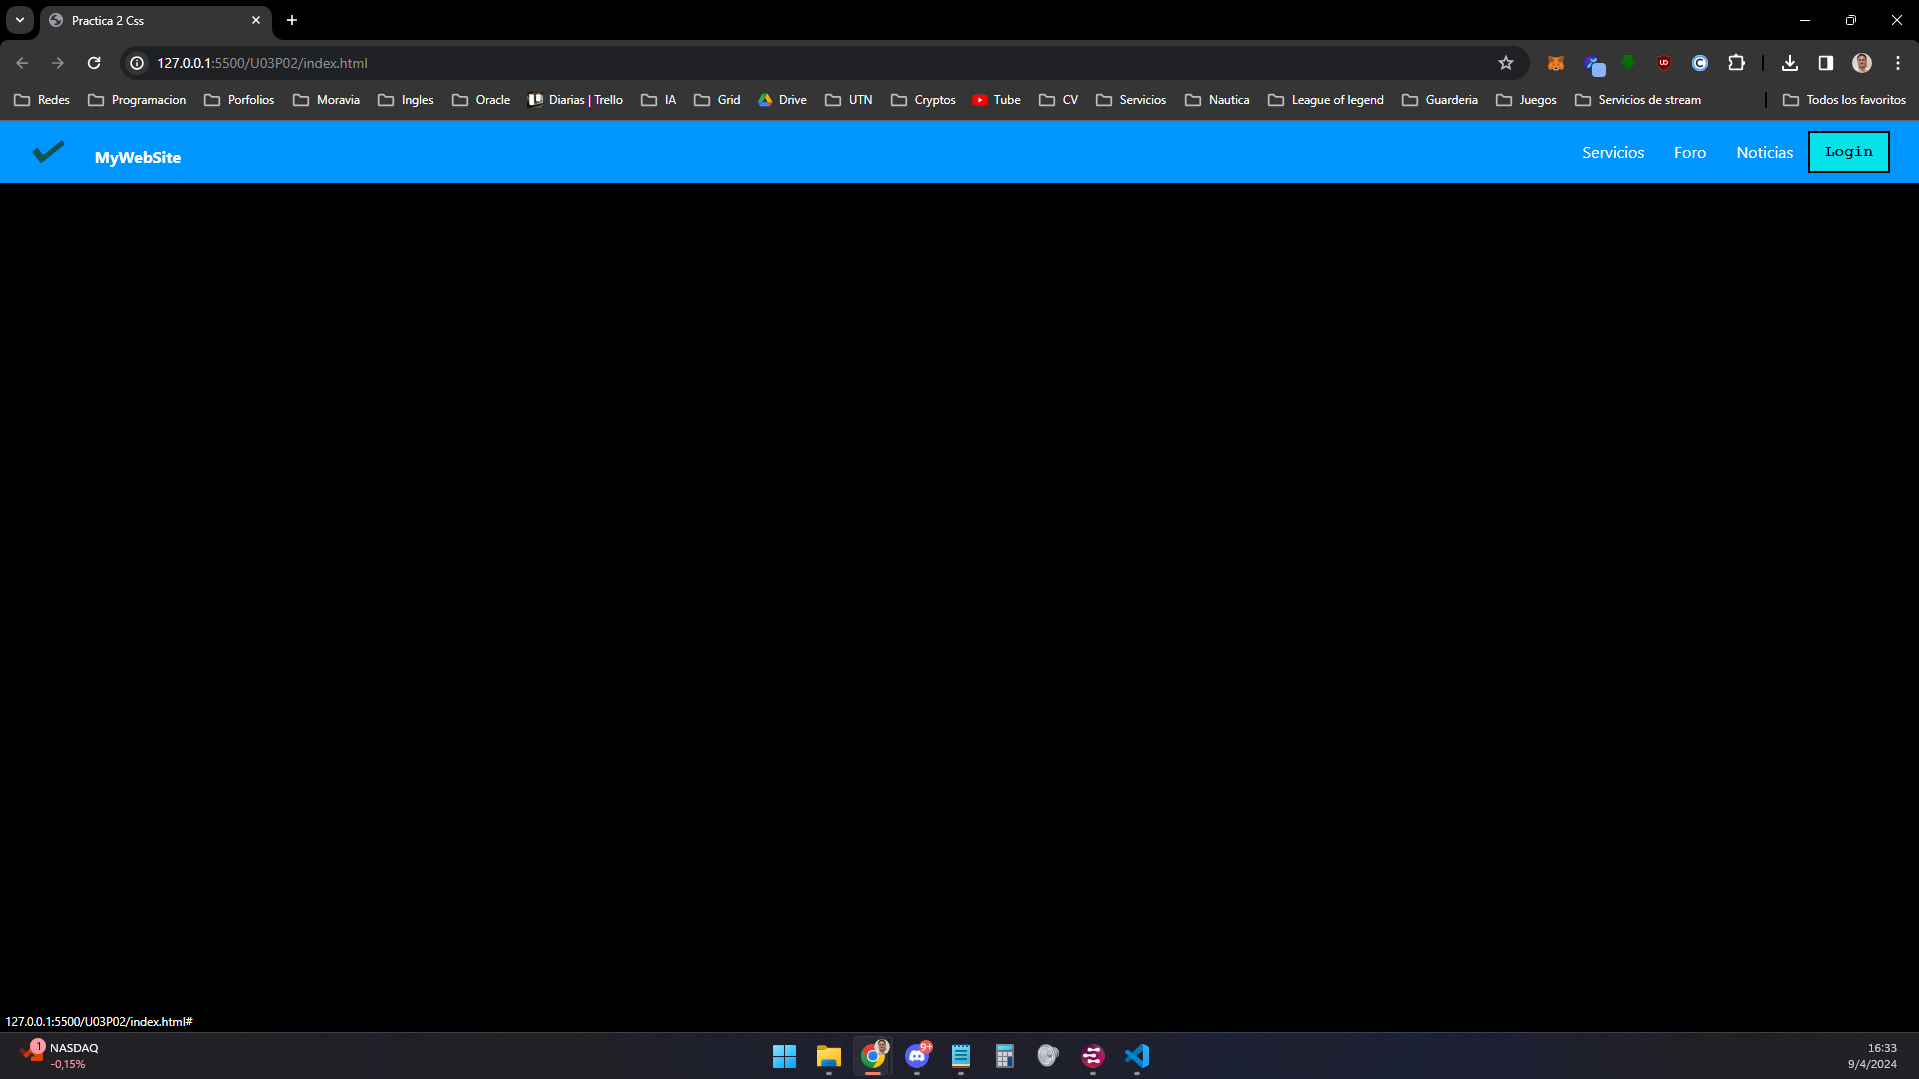 Practica 2 Css
127.0.0.1:5500/U03P02/index.html
Redes Programacion Porfolios Moravia Ingles Oracle Diarias | Trello IA Grid Drive UTN Cryptos Tube CV Servicios Nautica League of legend Guarderia Juegos Servicios de stream Todos los favoritos
MyWebSite Servicios Foro Noticias Login
127.0.0.1:5500/U03P02/index.html#
1 NASDAQ
-0,15%
9+
16:33
9/4/2024